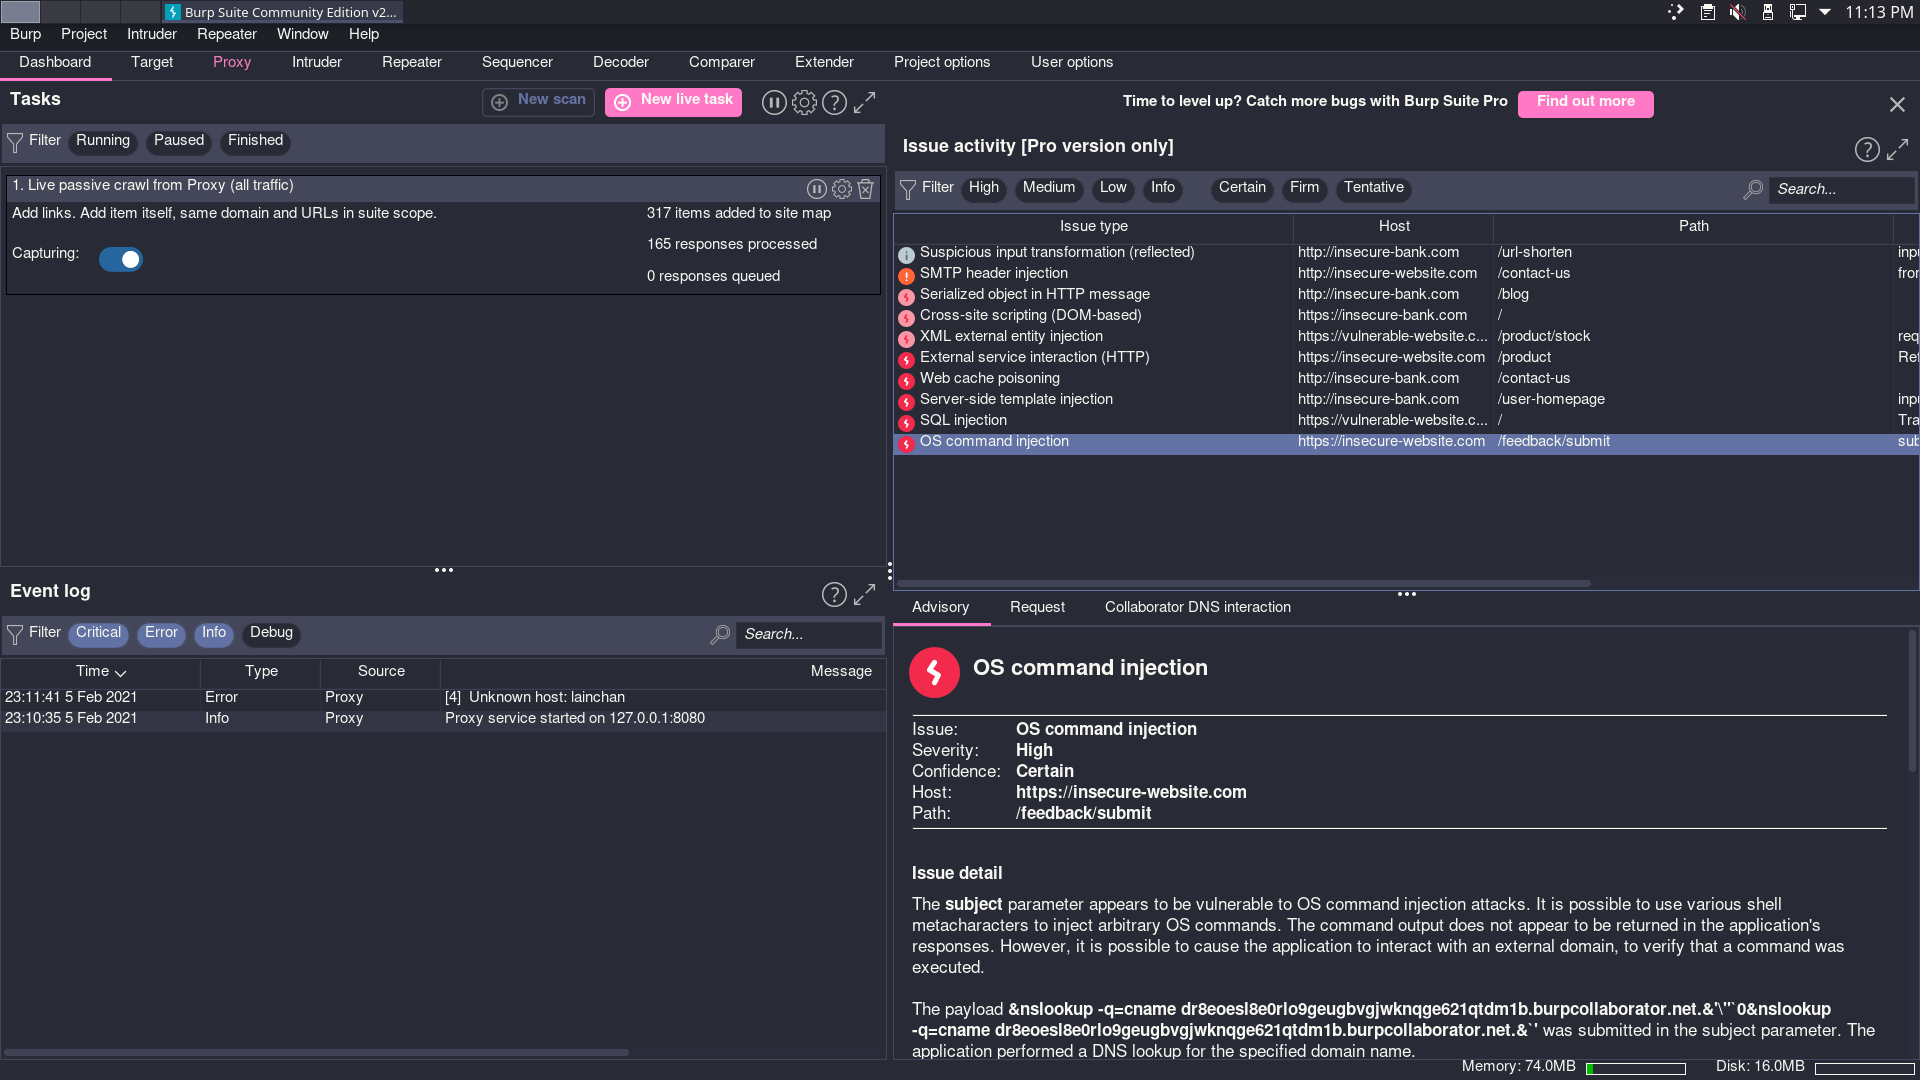 Burp Suite Community Edition v2...
11:13 PM
Burp Project Intruder Repeater Window Help
Dashboard Target Proxy Intruder Repeater Sequencer Decoder Comparer Extender Project options User options
Tasks
New scan
New live task
Filter Running Paused Finished
1. Live passive crawl from Proxy (all traffic)
Add links. Add item itself, same domain and URLs in suite scope.
317 items added to site map
165 responses processed
Capturing:
0 responses queued
Event log
Filter Critical Error Info Debug
Search...
Time Type Source Message
23:11:41 5 Feb 2021 Error Proxy [4] Unknown host: lainchan
23:10:35 5 Feb 2021 Info Proxy Proxy service started on 127.0.0.1:8080
Time to level up? Catch more bugs with Burp Suite Pro
Find out more
Issue activity [Pro version only]
Filter High Medium Low Info Certain Firm Tentative
Search...
Issue type Host Path
Suspicious input transformation (reflected) http://insecure-bank.com /url-shorten inpu
SMTP header injection http://insecure-website.com /contact-us fron
Serialized object in HTTP message http://insecure-bank.com /blog
Cross-site scripting (DOM-based) https://insecure-bank.com /
XML external entity injection https://vulnerable-website.c... /product/stock req
External service interaction (HTTP) https://insecure-website.com /product Ref
Web cache poisoning http://insecure-bank.com /contact-us
Server-side template injection http://insecure-bank.com /user-homepage inpu
SQL injection https://vulnerable-website.c... / Tra
OS command injection https://insecure-website.com /feedback/submit sub
Advisory Request Collaborator DNS interaction
OS command injection
Issue: OS command injection
Severity: High
Confidence: Certain
Host: https://insecure-website.com
Path: /feedback/submit
Issue detail
The subject parameter appears to be vulnerable to OS command injection attacks. It is possible to use various shell
metacharacters to inject arbitrary OS commands. The command output does not appear to be returned in the application's
responses. However, it is possible to cause the application to interact with an external domain, to verify that a command was
executed.
The payload &nslookup -q=cname dr8eoesl8e0rlo9geugbvgjwknqge621qtdm1b.burpcollaborator.net.&'\"`0&nslookup
-q=cname dr8eoesl8e0rlo9geugbvgjwknqge621qtdm1b.burpcollaborator.net.&`' was submitted in the subject parameter. The
application performed a DNS lookup for the specified domain name.
Memory: 74.0MB Disk: 16.0MB